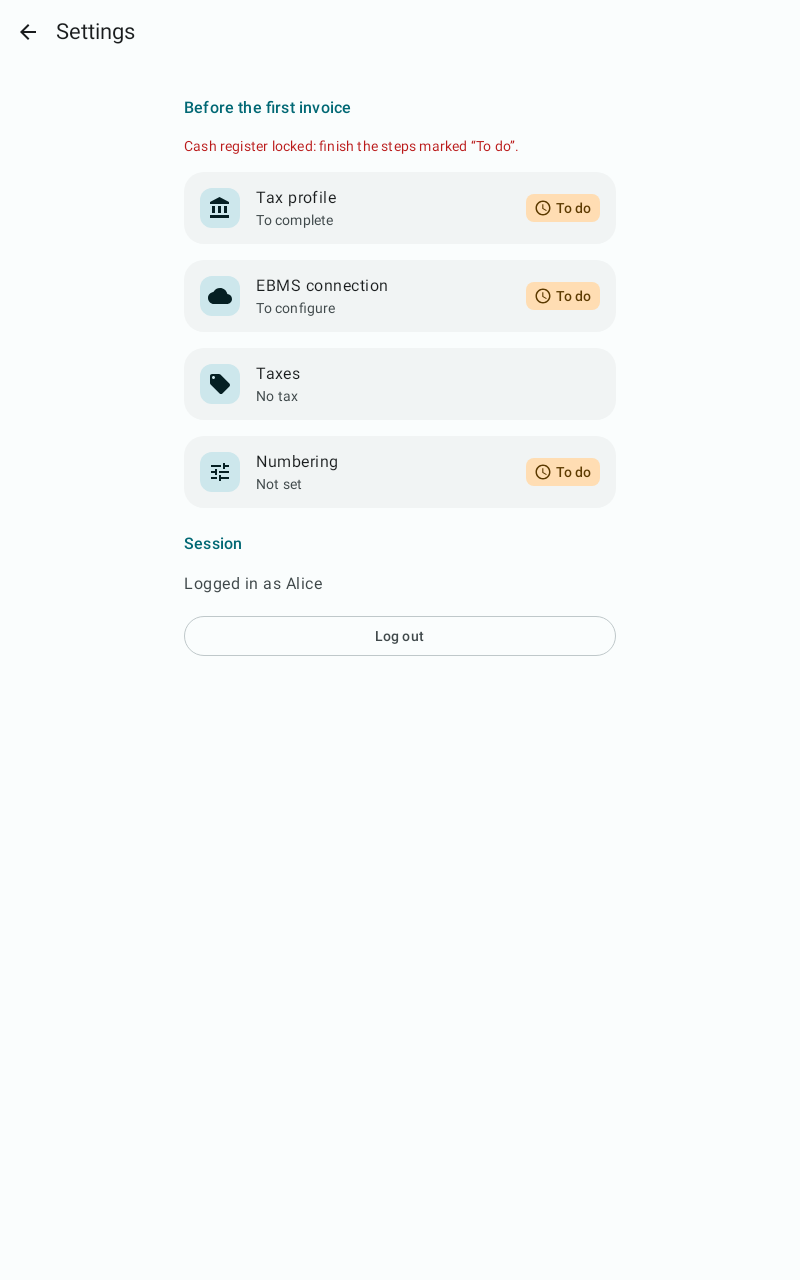 Settings
Before the first invoice
Cash register locked: finish the steps marked “To do”.
Tax profile
To complete
To do
EBMS connection
To configure
To do
Taxes
No tax
Numbering
Not set
To do
Session
Logged in as Alice
Log out